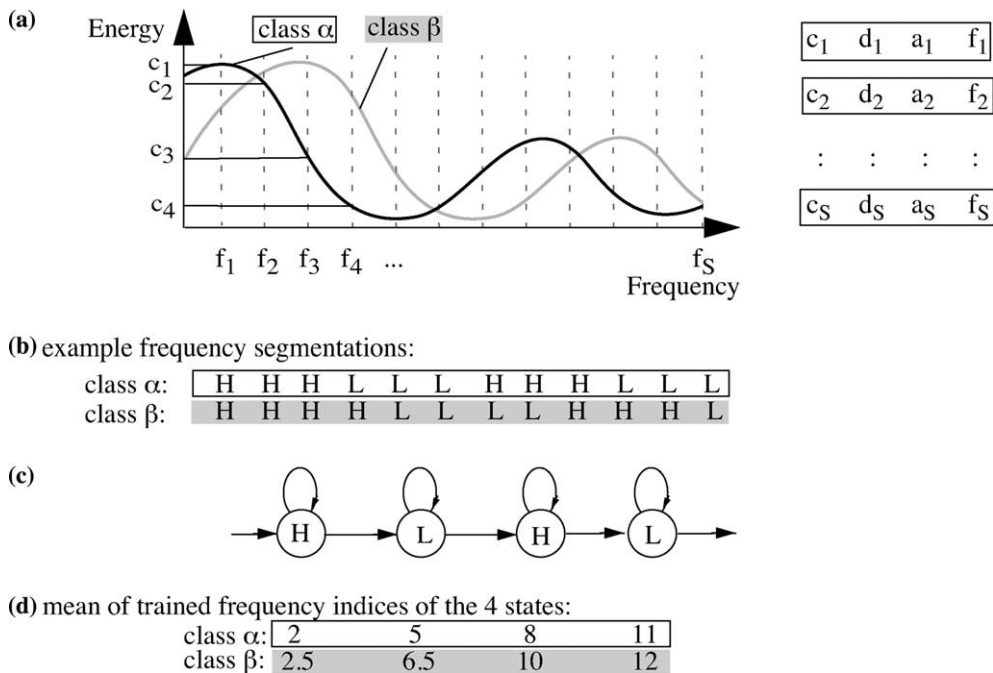 (a)
Energy
class α
class β
c1
c2
c3
c4
f1 f2 f3 f4 ... fS
Frequency
c1 d1 a1 f1
c2 d2 a2 f2
: : : :
cS dS aS fS
(b) example frequency segmentations:
class α: H H H L L L H H H L L L
class β: H H H H L L L L H H H L
(c)
H L H L
(d) mean of trained frequency indices of the 4 states:
class α: 2 5 8 11
class β: 2.5 6.5 10 12